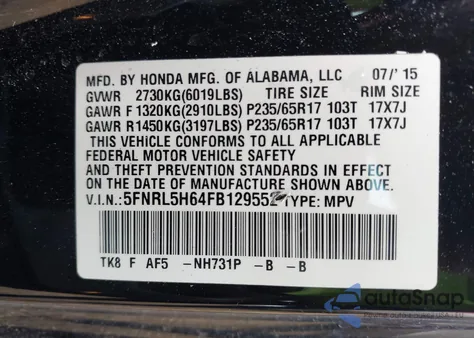 MFD. BY HONDA MFG. OF ALABAMA, LLC 07/'15
GVWR 2730KG(6019LBS) TIRE SIZE RIM SIZE
GAWR F 1320KG(2910LBS) P235/65R17 103T 17X7J
GAWR R1450KG(3197LBS) P235/65R17 103T 17X7J
THIS VEHICLE CONFORMS TO ALL APPLICABLE
FEDERAL MOTOR VEHICLE SAFETY
AND THEFT PREVENTION STANDARDS IN EFFECT
ON THE DATE OF MANUFACTURE SHOWN ABOVE.
V.I.N.:5FNRL5H64FB129552 TYPE: MPV
TK8 F AF5 -NH731P -B -B
autoSnap